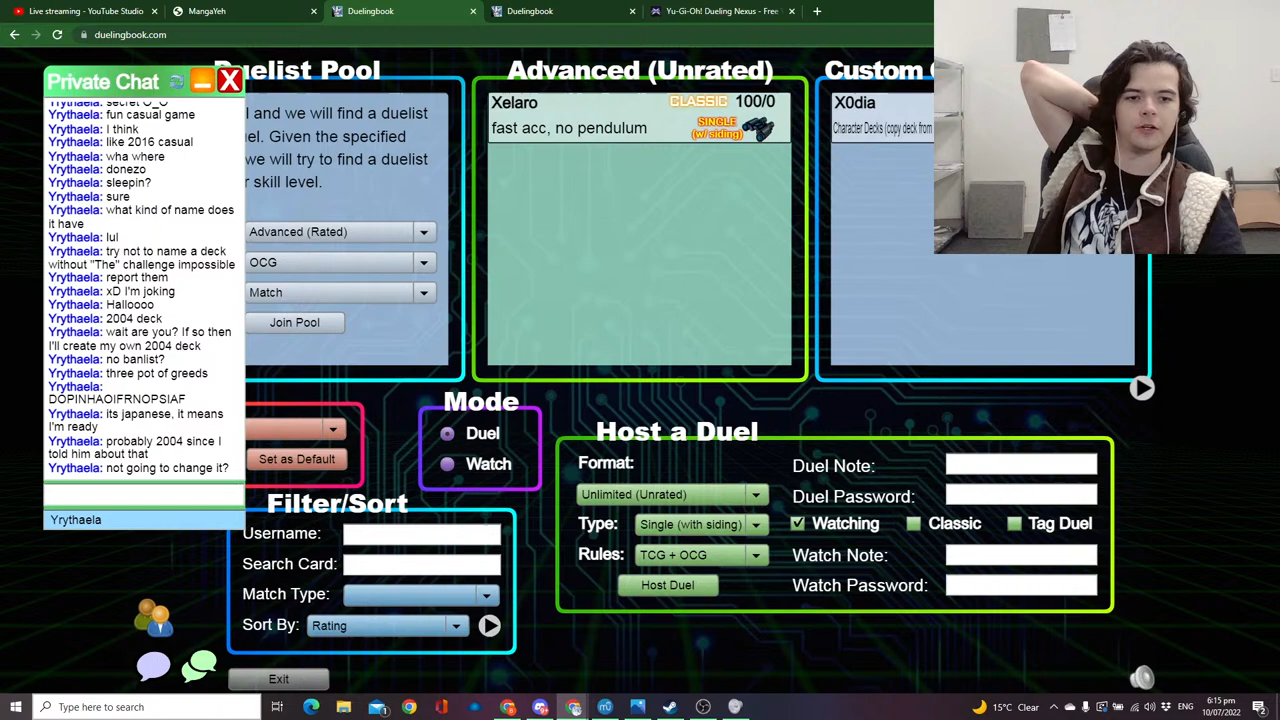 Live streaming - YouTube Studio
MangaYeh
Duelingbook
Duelingbook
Yu-Gi-Oh! Dueling Nexus - Free
duelingbook.com
Private Chat
Duelist Pool
Advanced (Unrated)
Custom
Yrythaela: secret O_O
Yrythaela: fun casual game
Yrythaela: I think
Yrythaela: like 2016 casual
Yrythaela: wha where
Yrythaela: donezo
Yrythaela: sleepin?
Yrythaela: sure
Yrythaela: what kind of name does
it have
Yrythaela: lul
Yrythaela: try not to name a deck
without "The" challenge impossible
Yrythaela: report them
Yrythaela: xD I'm joking
Yrythaela: Halloooo
Yrythaela: 2004 deck
Yrythaela: wait are you? If so then
I'll create my own 2004 deck
Yrythaela: no banlist?
Yrythaela: three pot of greeds
Yrythaela:
DOPINHAOIFRNOPSIAF
Yrythaela: its japanese, it means
I'm ready
Yrythaela: probably 2004 since I
told him about that
Yrythaela: not going to change it?
Yrythaela
l and we will find a duelist
el. Given the specified
we will try to find a duelist
r skill level.
Advanced (Rated)
OCG
Match
Join Pool
Xelaro
CLASSIC 100/0
fast acc, no pendulum
SINGLE
(w/ siding)
X0dia
Character Decks (copy deck from
Set as Default
Mode
Duel
Watch
Filter/Sort
Username:
Search Card:
Match Type:
Sort By: Rating
Exit
Host a Duel
Format:
Unlimited (Unrated)
Type: Single (with siding)
Rules: TCG + OCG
Host Duel
Duel Note:
Duel Password:
Watching
Classic
Tag Duel
Watch Note:
Watch Password:
Type here to search
15°C Clear
6:15 pm
10/07/2022